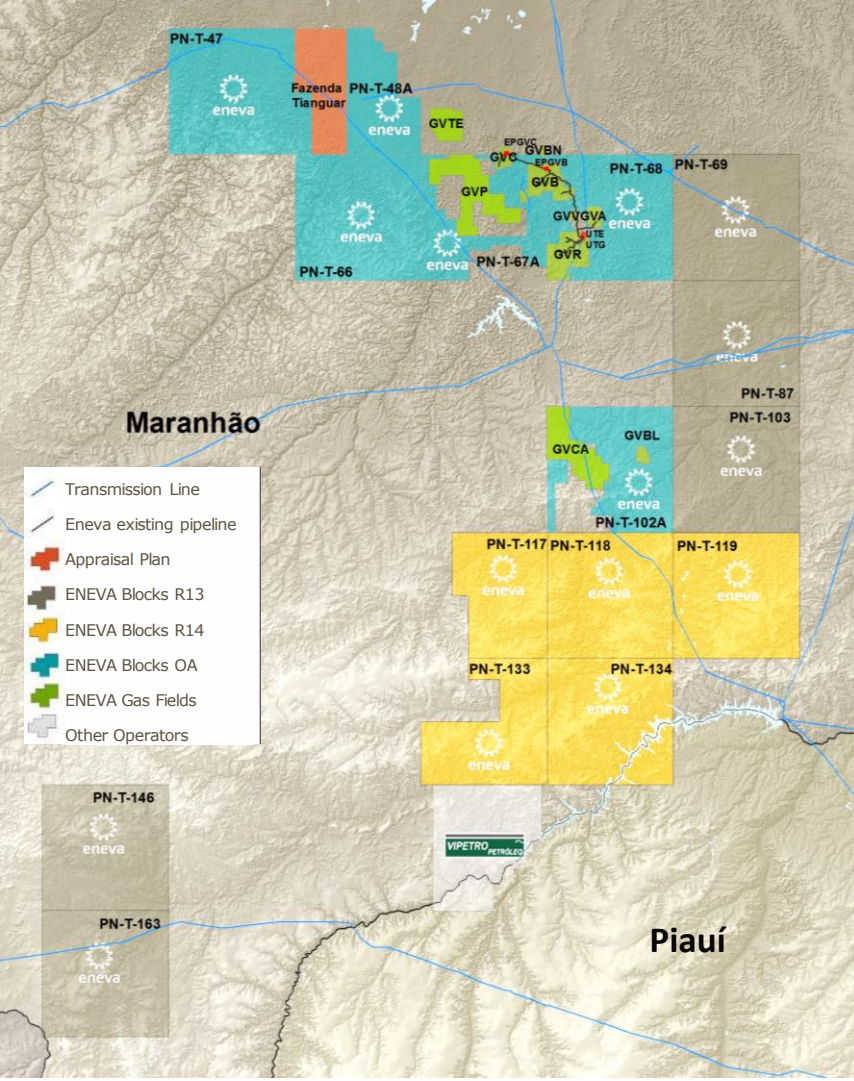 PN-T-47
Fazenda
Tianguar
PN-T-48A
eneva
eneva
GVTE
EPGVC
GVC
GVBN
EPGVB
GVB
GVP
PN-T-68
PN-T-69
eneva
eneva
eneva
eneva
GVVGVA
UTE
UTG
GVR
PN-T-66
PN-T-67A
eneva
PN-T-87
Maranhão
PN-T-103
GVBL
GVCA
eneva
eneva
PN-T-102A
Transmission Line
Eneva existing pipeline
Appraisal Plan
ENEVA Blocks R13
ENEVA Blocks R14
ENEVA Blocks OA
ENEVA Gas Fields
Other Operators
PN-T-117
PN-T-118
PN-T-119
eneva
eneva
eneva
PN-T-133
PN-T-134
eneva
eneva
PN-T-146
eneva
VIPETRO
PETRÓLEO
PN-T-163
eneva
Piauí